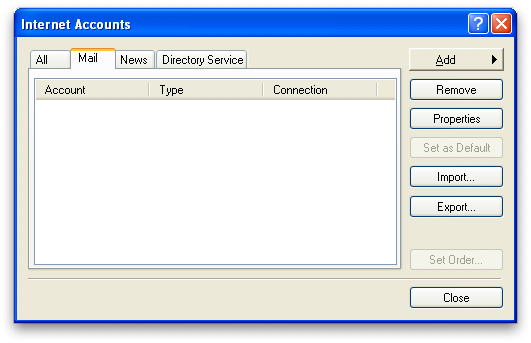 Internet Accounts
All
Mail
News
Directory Service
Account Type Connection
Add
Remove
Properties
Set as Default
Import...
Export...
Set Order...
Close